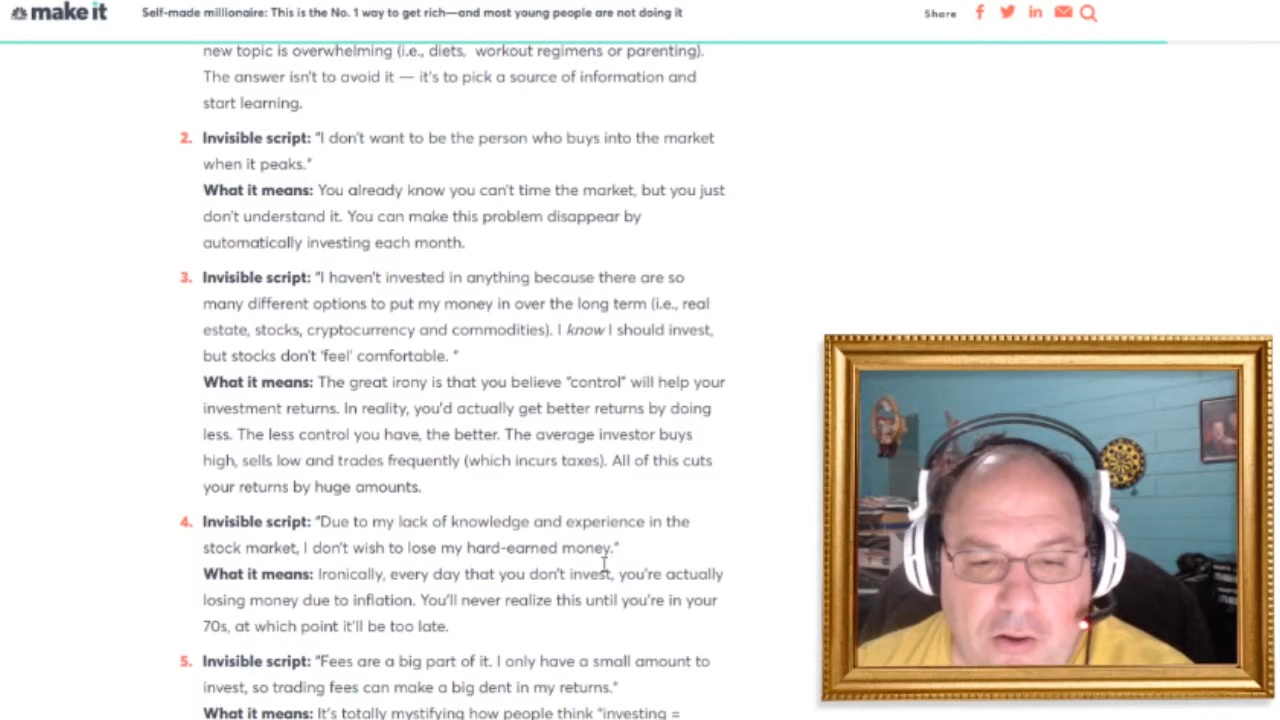 make it
Self-made millionaire: This is the No. 1 way to get rich—and most young people are not doing it
Share
new topic is overwhelming (i.e., diets, workout regimens or parenting).
The answer isn't to avoid it — it's to pick a source of information and
start learning.
2. Invisible script: "I don't want to be the person who buys into the market
when it peaks."
What it means: You already know you can't time the market, but you just
don't understand it. You can make this problem disappear by
automatically investing each month.
3. Invisible script: "I haven't invested in anything because there are so
many different options to put my money in over the long term (i.e., real
estate, stocks, cryptocurrency and commodities). I know I should invest,
but stocks don't 'feel' comfortable. "
What it means: The great irony is that you believe "control" will help your
investment returns. In reality, you'd actually get better returns by doing
less. The less control you have, the better. The average investor buys
high, sells low and trades frequently (which incurs taxes). All of this cuts
your returns by huge amounts.
4. Invisible script: "Due to my lack of knowledge and experience in the
stock market, I don't wish to lose my hard-earned money."
What it means: Ironically, every day that you don't invest, you're actually
losing money due to inflation. You'll never realize this until you're in your
70s, at which point it'll be too late.
5. Invisible script: "Fees are a big part of it. I only have a small amount to
invest, so trading fees can make a big dent in my returns."
What it means: It's totally mystifying how people think "investing =